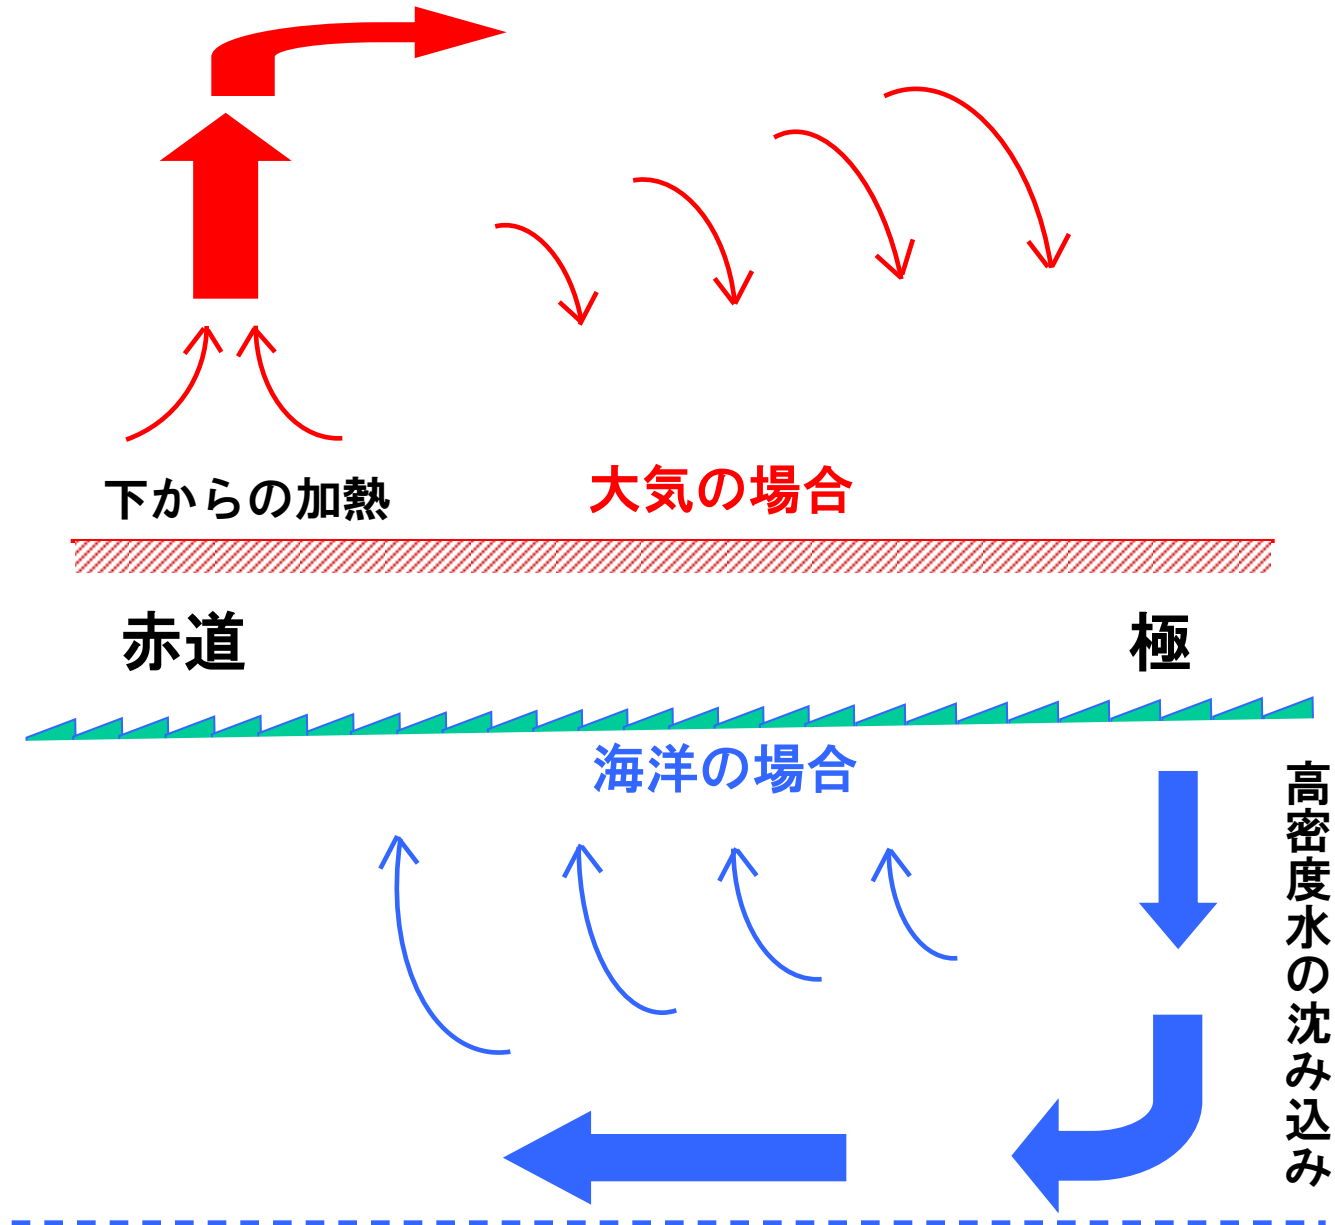 下からの加熱
大気の場合
赤道
極
海洋の場合
高密度水の沈み込み